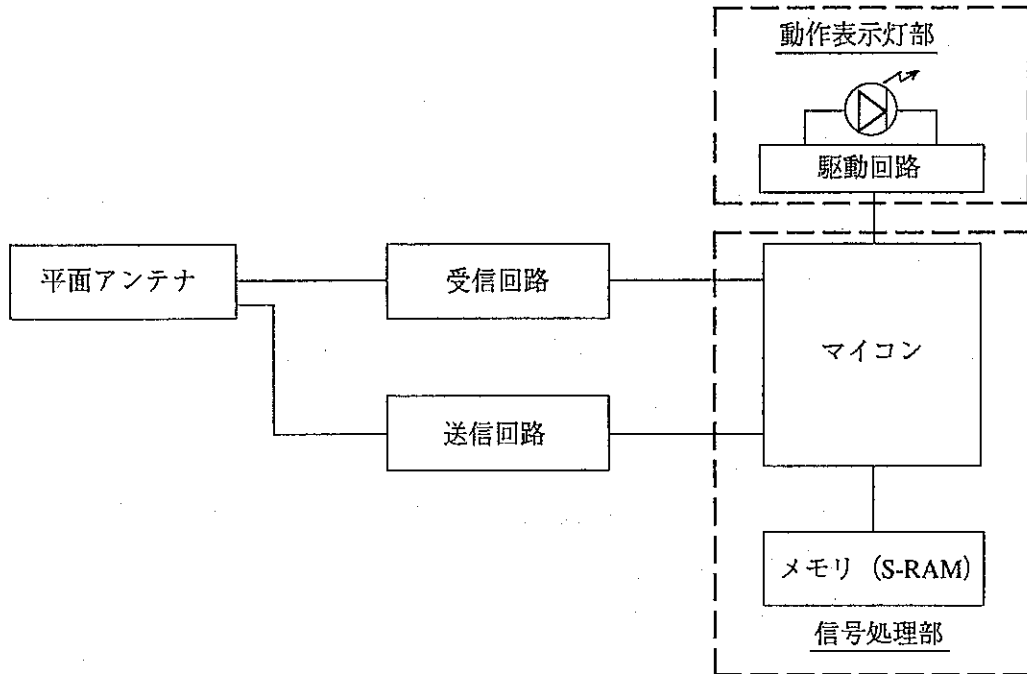 動作表示灯部
駆動回路
平面アンテナ
受信回路
マイコン
送信回路
メモリ（S-RAM）
信号処理部